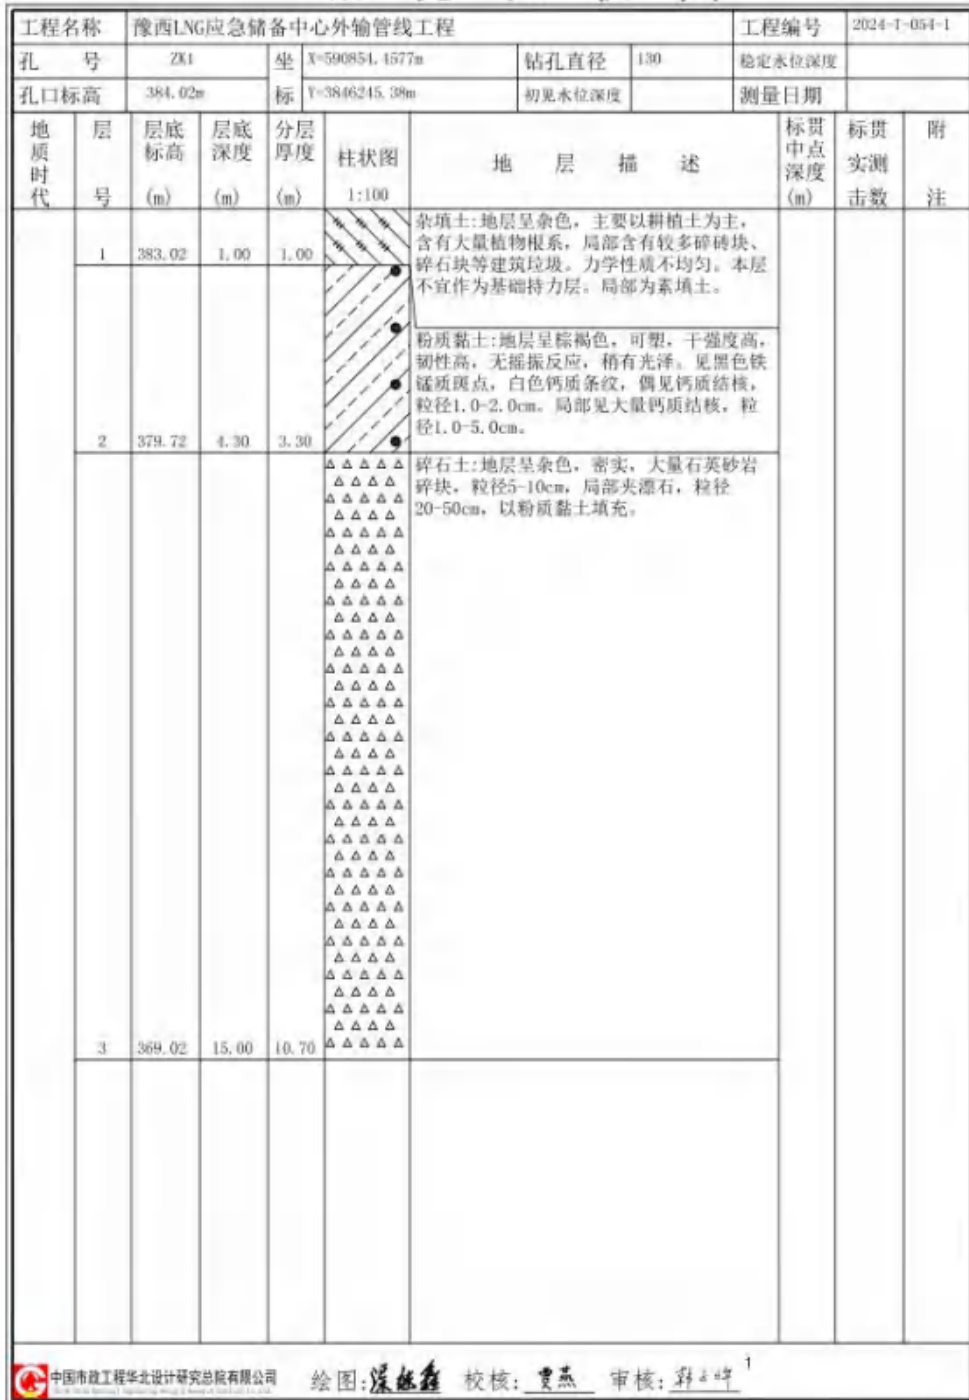 工程名称 豫西LNG应急储备中心外输管线工程 工程编号 2024-T-054-1
孔 号 ZK1 坐 X=590854.4577m 钻孔直径 130 稳定水位深度
孔口标高 384.02m 标 Y=3846245.38m 初见水位深度 测量日期
地质时代 层号 层底标高(m) 层底深度(m) 分层厚度(m) 柱状图 1:100 地 层 描 述 标贯中点深度(m) 标贯实测击数 附注
杂填土:地层呈杂色，主要以耕植土为主，
含有大量植物根系，局部含有较多碎砖块、
1 383.02 1.00 1.00 碎石块等建筑垃圾。力学性质不均匀。本层
不宜作为基础持力层。局部为素填土。
粉质黏土:地层呈棕褐色，可塑，干强度高，
韧性高，无摇振反应，稍有光泽。见黑色铁
锰质斑点，白色钙质条纹，偶见钙质结核，
粒径1.0-2.0cm。局部见大量钙质结核，粒
径1.0-5.0cm。
2 379.72 4.30 3.30
碎石土:地层呈杂色，密实，大量石英砂岩
碎块，粒径5-10cm，局部夹漂石，粒径
20-50cm，以粉质黏土填充。
3 369.02 15.00 10.70
中国市政工程华北设计研究总院有限公司 绘图: 校核: 审核: 1